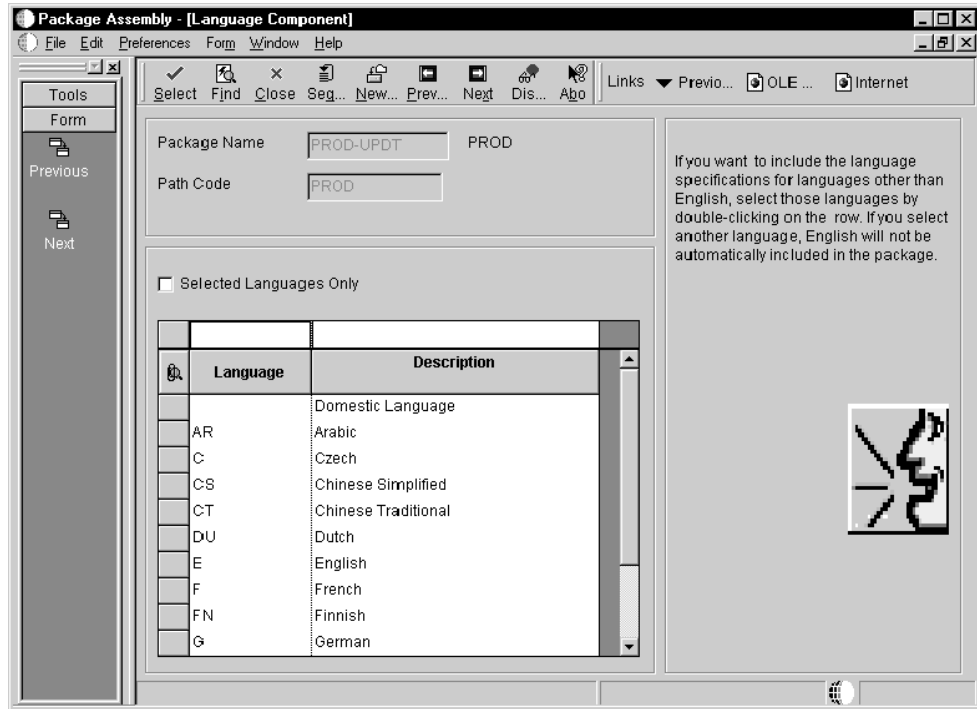 Package Assembly - [Language Component]
File Edit Preferences Form Window Help
Tools
Form
Previous
Next
Select Find Close Seg... New... Prev... Next Dis... Abo Links Previo... OLE ... Internet
Package Name PROD-UPDT PROD
Path Code PROD
If you want to include the language
specifications for languages other than
English, select those languages by
double-clicking on the row. If you select
another language, English will not be
automatically included in the package.
Selected Languages Only
Language Description
Domestic Language
AR Arabic
C Czech
CS Chinese Simplified
CT Chinese Traditional
DU Dutch
E English
F French
FN Finnish
G German